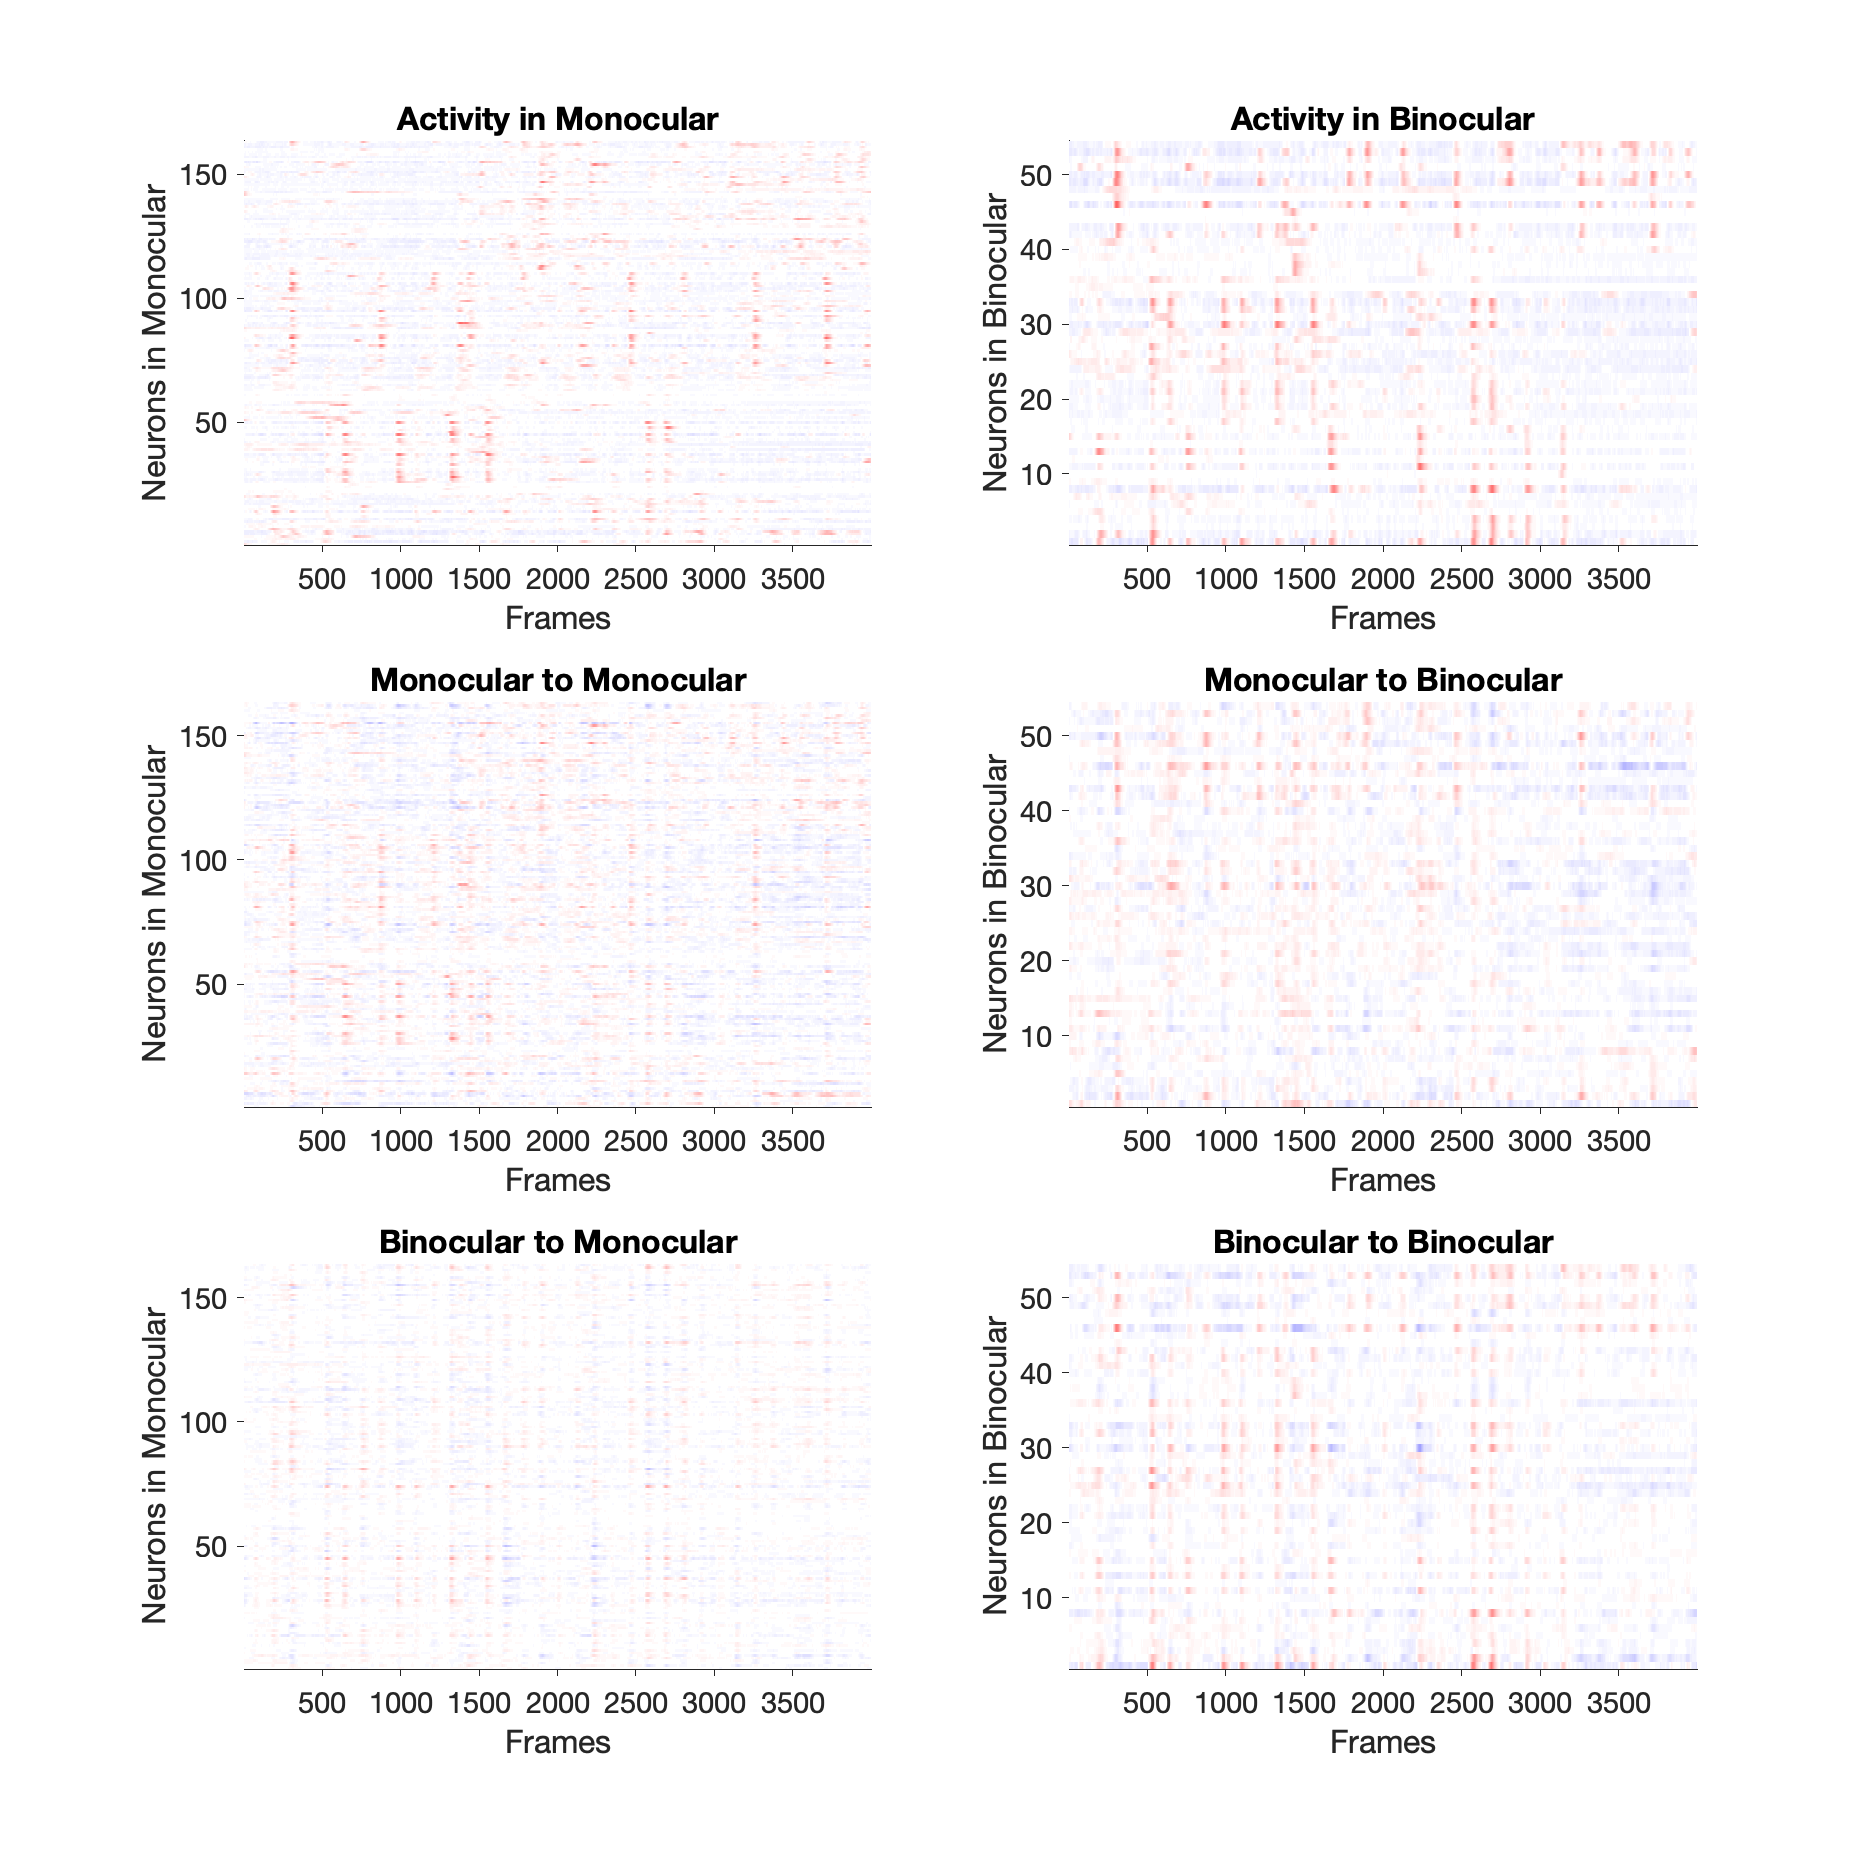 Activity in Monocular
Neurons in Monocular
150
100
50
500 1000 1500 2000 2500 3000 3500
Frames
Activity in Binocular
Neurons in Binocular
50
40
30
20
10
500 1000 1500 2000 2500 3000 3500
Frames
Monocular to Monocular
Neurons in Monocular
150
100
50
500 1000 1500 2000 2500 3000 3500
Frames
Monocular to Binocular
Neurons in Binocular
50
40
30
20
10
500 1000 1500 2000 2500 3000 3500
Frames
Binocular to Monocular
Neurons in Monocular
150
100
50
500 1000 1500 2000 2500 3000 3500
Frames
Binocular to Binocular
Neurons in Binocular
50
40
30
20
10
500 1000 1500 2000 2500 3000 3500
Frames